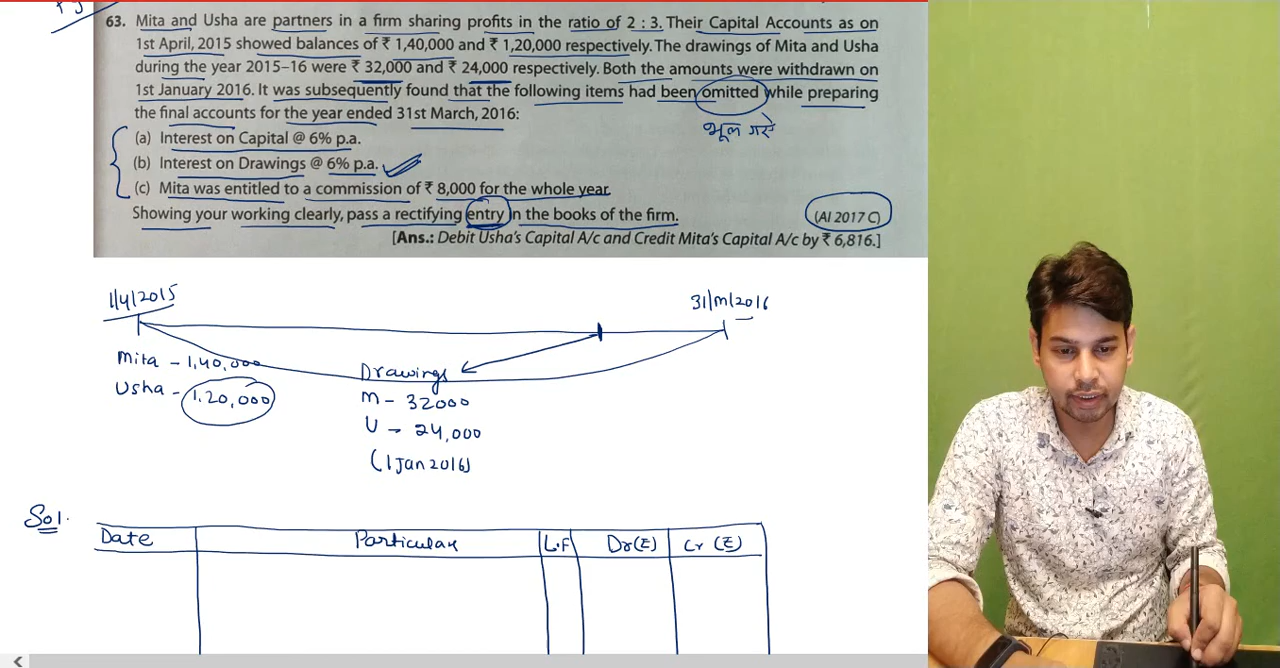 63. Mita and Usha are partners in a firm sharing profits in the ratio of 2 : 3. Their Capital Accounts as on
1st April, 2015 showed balances of ₹ 1,40,000 and ₹ 1,20,000 respectively. The drawings of Mita and Usha
during the year 2015–16 were ₹ 32,000 and ₹ 24,000 respectively. Both the amounts were withdrawn on
1st January 2016. It was subsequently found that the following items had been omitted while preparing
the final accounts for the year ended 31st March, 2016:
भूल गये
(a) Interest on Capital @ 6% p.a.
(b) Interest on Drawings @ 6% p.a.
(c) Mita was entitled to a commission of ₹ 8,000 for the whole year.
Showing your working clearly, pass a rectifying entry in the books of the firm. (AI 2017 C)
[Ans.: Debit Usha's Capital A/c and Credit Mita's Capital A/c by ₹ 6,816.]
1/4/2015 31/m/2016
Mita - 1,40,000
Usha - 1,20,000
Drawings
M - 32000
U - 24,000
(1 Jan 2016)
Sol.
Date Particular L.F Dr(₹) Cr (₹)